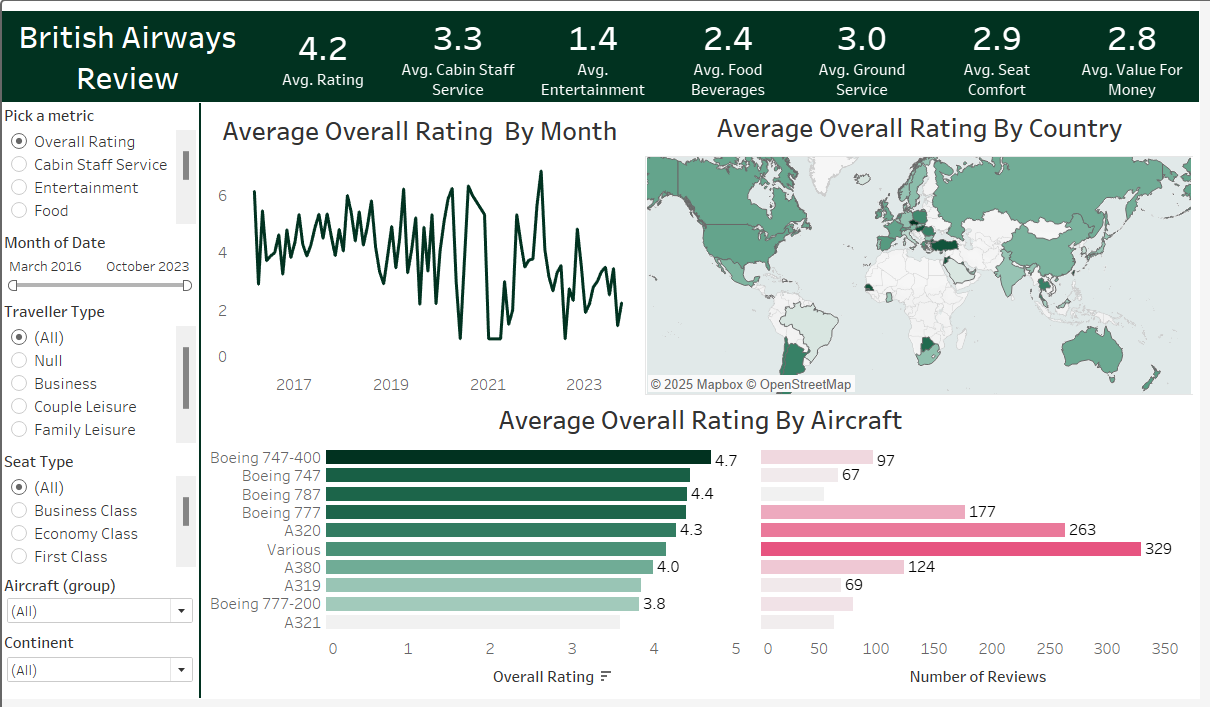 British Airways
Review
4.2
Avg. Rating
3.3
Avg. Cabin Staff
Service
1.4
Avg.
Entertainment
2.4
Avg. Food
Beverages
3.0
Avg. Ground
Service
2.9
Avg. Seat
Comfort
2.8
Avg. Value For
Money
Pick a metric
Overall Rating
Cabin Staff Service
Entertainment
Food
Month of Date
March 2016 October 2023
Traveller Type
(All)
Null
Business
Couple Leisure
Family Leisure
Seat Type
(All)
Business Class
Economy Class
First Class
Aircraft (group)
(All)
Continent
(All)
Average Overall Rating By Month
6
4
2
0
2017 2019 2021 2023
Average Overall Rating By Country
© 2025 Mapbox © OpenStreetMap
Average Overall Rating By Aircraft
Boeing 747-400 4.7 97
Boeing 747 67
Boeing 787 4.4
Boeing 777 177
A320 4.3 263
Various 329
A380 4.0 124
A319 69
Boeing 777-200 3.8
A321
0 1 2 3 4 5 0 50 100 150 200 250 300 350
Overall Rating Number of Reviews